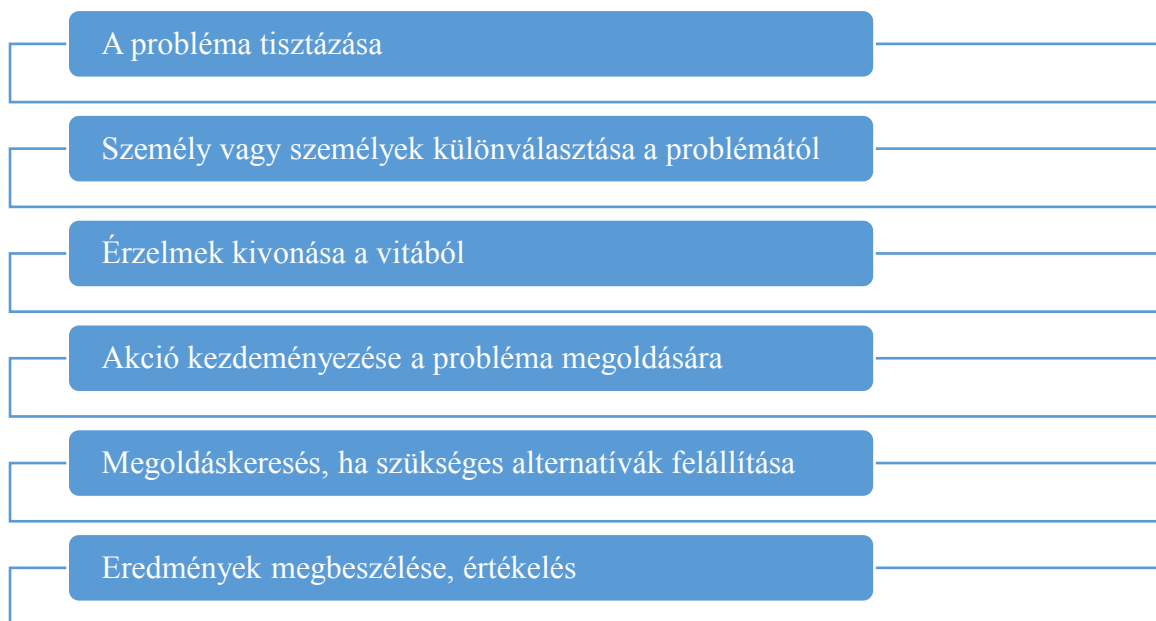 A probléma tisztázása
Személy vagy személyek különválasztása a problémától
Érzelmek kivonása a vitából
Akció kezdeményezése a probléma megoldására
Megoldáskeresés, ha szükséges alternatívák felállítása
Eredmények megbeszélése, értékelés